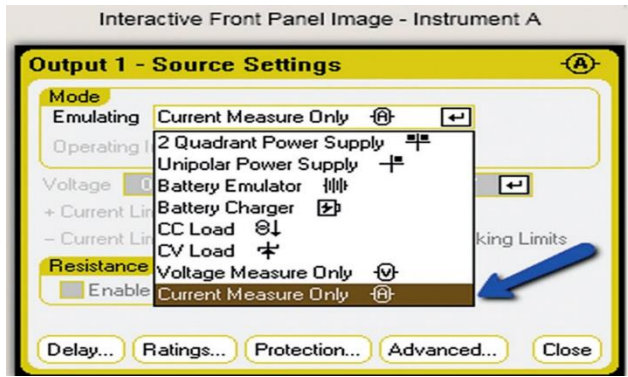 Interactive Front Panel Image - Instrument A
Output 1 - Source Settings
A
Mode
Emulating Current Measure Only A
Operating
2 Quadrant Power Supply
Unipolar Power Supply
Battery Emulator
Voltage
Battery Charger
+ Current
CC Load
- Current
CV Load
king Limits
Resistance
Voltage Measure Only V
Enable
Current Measure Only A
Delay... Ratings... Protection... Advanced... Close